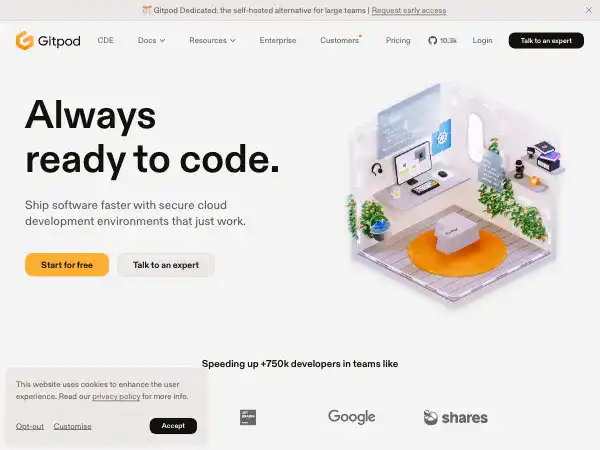 Gitpod Dedicated: the self-hosted alternative for large teams | Request early access
Gitpod
CDE
Docs
Resources
Enterprise
Customers
Pricing
10.3k
Login
Talk to an expert
Always
ready to code.
Ship software faster with secure cloud
development environments that just work.
Start for free
Talk to an expert
Speeding up +750k developers in teams like
This website uses cookies to enhance the user
experience. Read our privacy policy for more info.
Opt-out
Customise
Accept
Google
shares